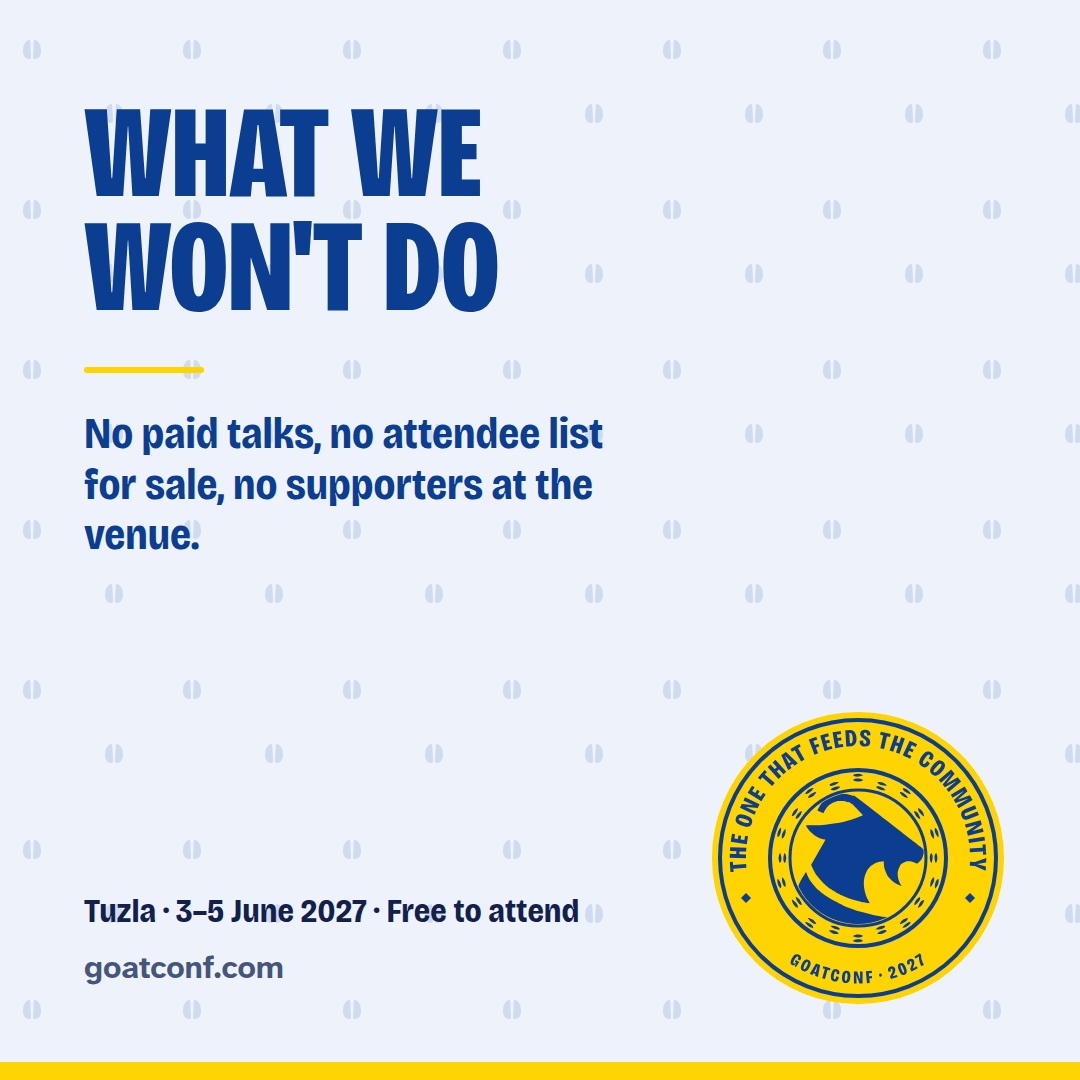 WHAT WE
WON'T DO
No paid talks, no attendee list
for sale, no supporters at the
venue.
THE ONE THAT FEEDS THE COMMUNITY
GOATCONF · 2027
Tuzla · 3–5 June 2027 · Free to attend
goatconf.com